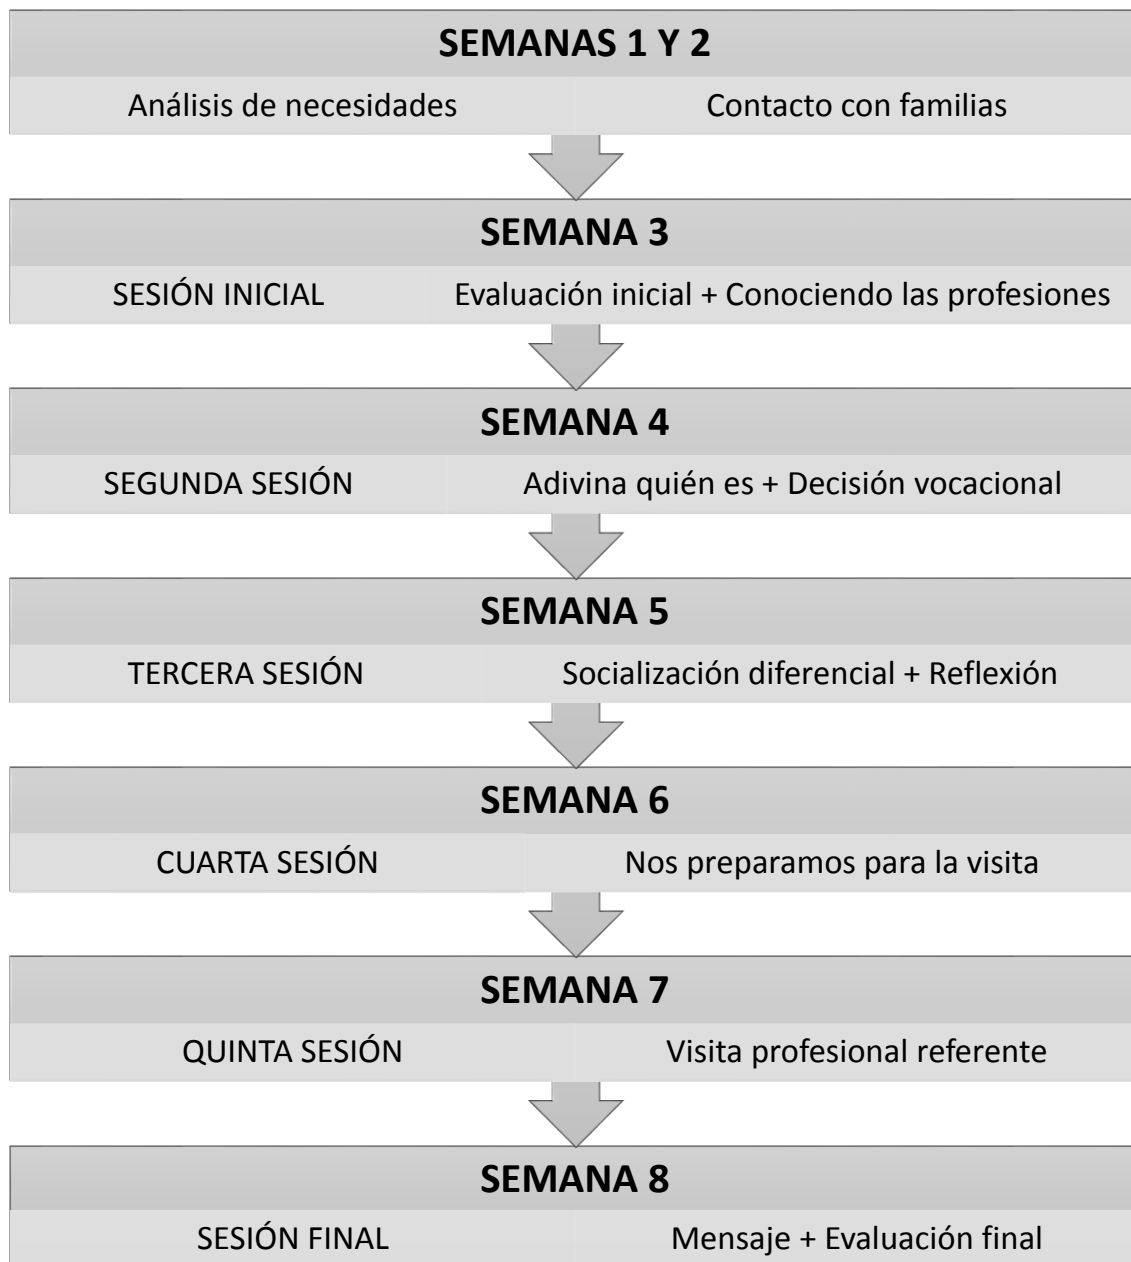 SEMANAS 1 Y 2
Análisis de necesidades Contacto con familias
SEMANA 3
SESIÓN INICIAL Evaluación inicial + Conociendo las profesiones
SEMANA 4
SEGUNDA SESIÓN Adivina quién es + Decisión vocacional
SEMANA 5
TERCERA SESIÓN Socialización diferencial + Reflexión
SEMANA 6
CUARTA SESIÓN Nos preparamos para la visita
SEMANA 7
QUINTA SESIÓN Visita profesional referente
SEMANA 8
SESIÓN FINAL Mensaje + Evaluación final